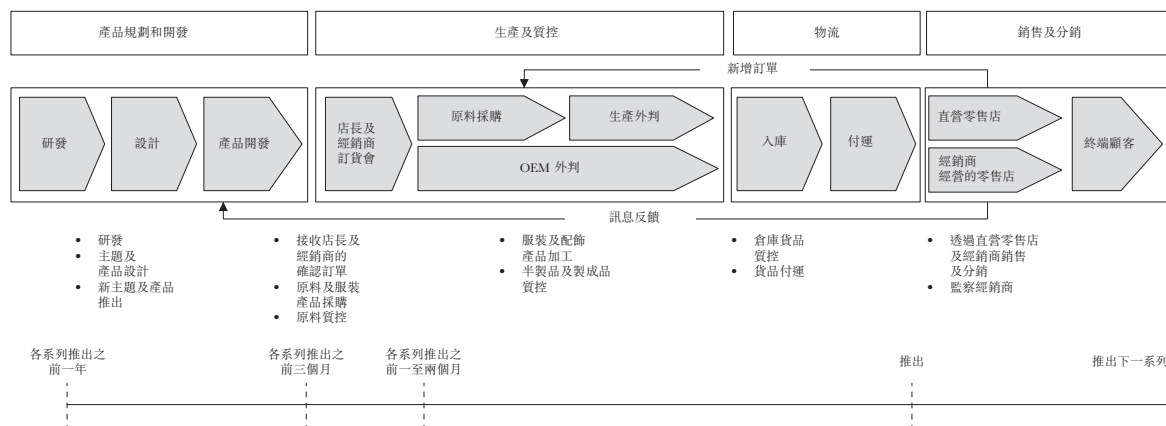 產品規劃和開發
生產及質控
物流
銷售及分銷
新增訂單
研發
設計
產品開發
店長及
經銷商
訂貨會
原料採購
生產外判
OEM 外判
入庫
付運
直營零售店
經銷商
經營的零售店
終端顧客
訊息反饋
• 研發
• 主題及
產品設計
• 新主題及產品
推出
• 接收店長及
經銷商的
確認訂單
• 原料及服裝
產品採購
• 原料質控
• 服裝及配飾
產品加工
• 半製品及製成品
質控
• 倉庫貨品
質控
• 貨品付運
• 透過直營零售店
及經銷商銷售
及分銷
• 監察經銷商
各系列推出之
前一年
各系列推出之
前三個月
各系列推出之
前一至兩個月
推出
推出下一系列